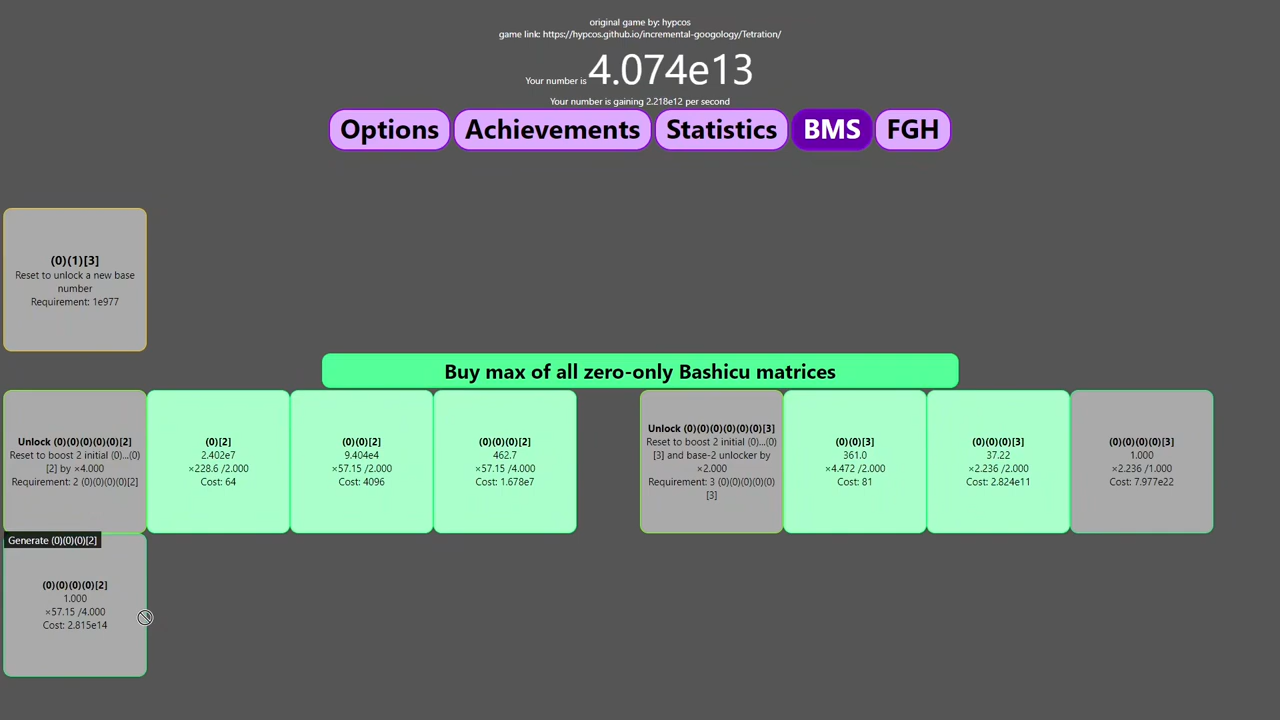 original game by: hypcos
game link: https://hypcos.github.io/incremental-googology/Tetration/
Your number is 4.074e13
Your number is gaining 2.218e12 per second
Options Achievements Statistics BMS FGH
(0)(1)[3]
Reset to unlock a new base
number
Requirement: 1e977
Buy max of all zero-only Bashicu matrices
Unlock (0)(0)(0)(0)(0)[2]
Reset to boost 2 initial (0)...(0)
[2] by ×4.000
Requirement: 2 (0)(0)(0)(0)[2]
(0)[2]
2.402e7
×228.6 /2.000
Cost: 64
(0)(0)[2]
9.404e4
×57.15 /2.000
Cost: 4096
(0)(0)(0)[2]
462.7
×57.15 /4.000
Cost: 1.678e7
Unlock (0)(0)(0)(0)(0)(0)[3]
Reset to boost 2 initial (0)...(0)
[3] and base-2 unlocker by
×2.000
Requirement: 3 (0)(0)(0)(0)(0)
[3]
(0)(0)[3]
361.0
×4.472 /2.000
Cost: 81
(0)(0)(0)[3]
37.22
×2.236 /2.000
Cost: 2.824e11
(0)(0)(0)(0)[3]
1.000
×2.236 /1.000
Cost: 7.977e22
Generate (0)(0)(0)[2]
(0)(0)(0)(0)[2]
1.000
×57.15 /4.000
Cost: 2.815e14